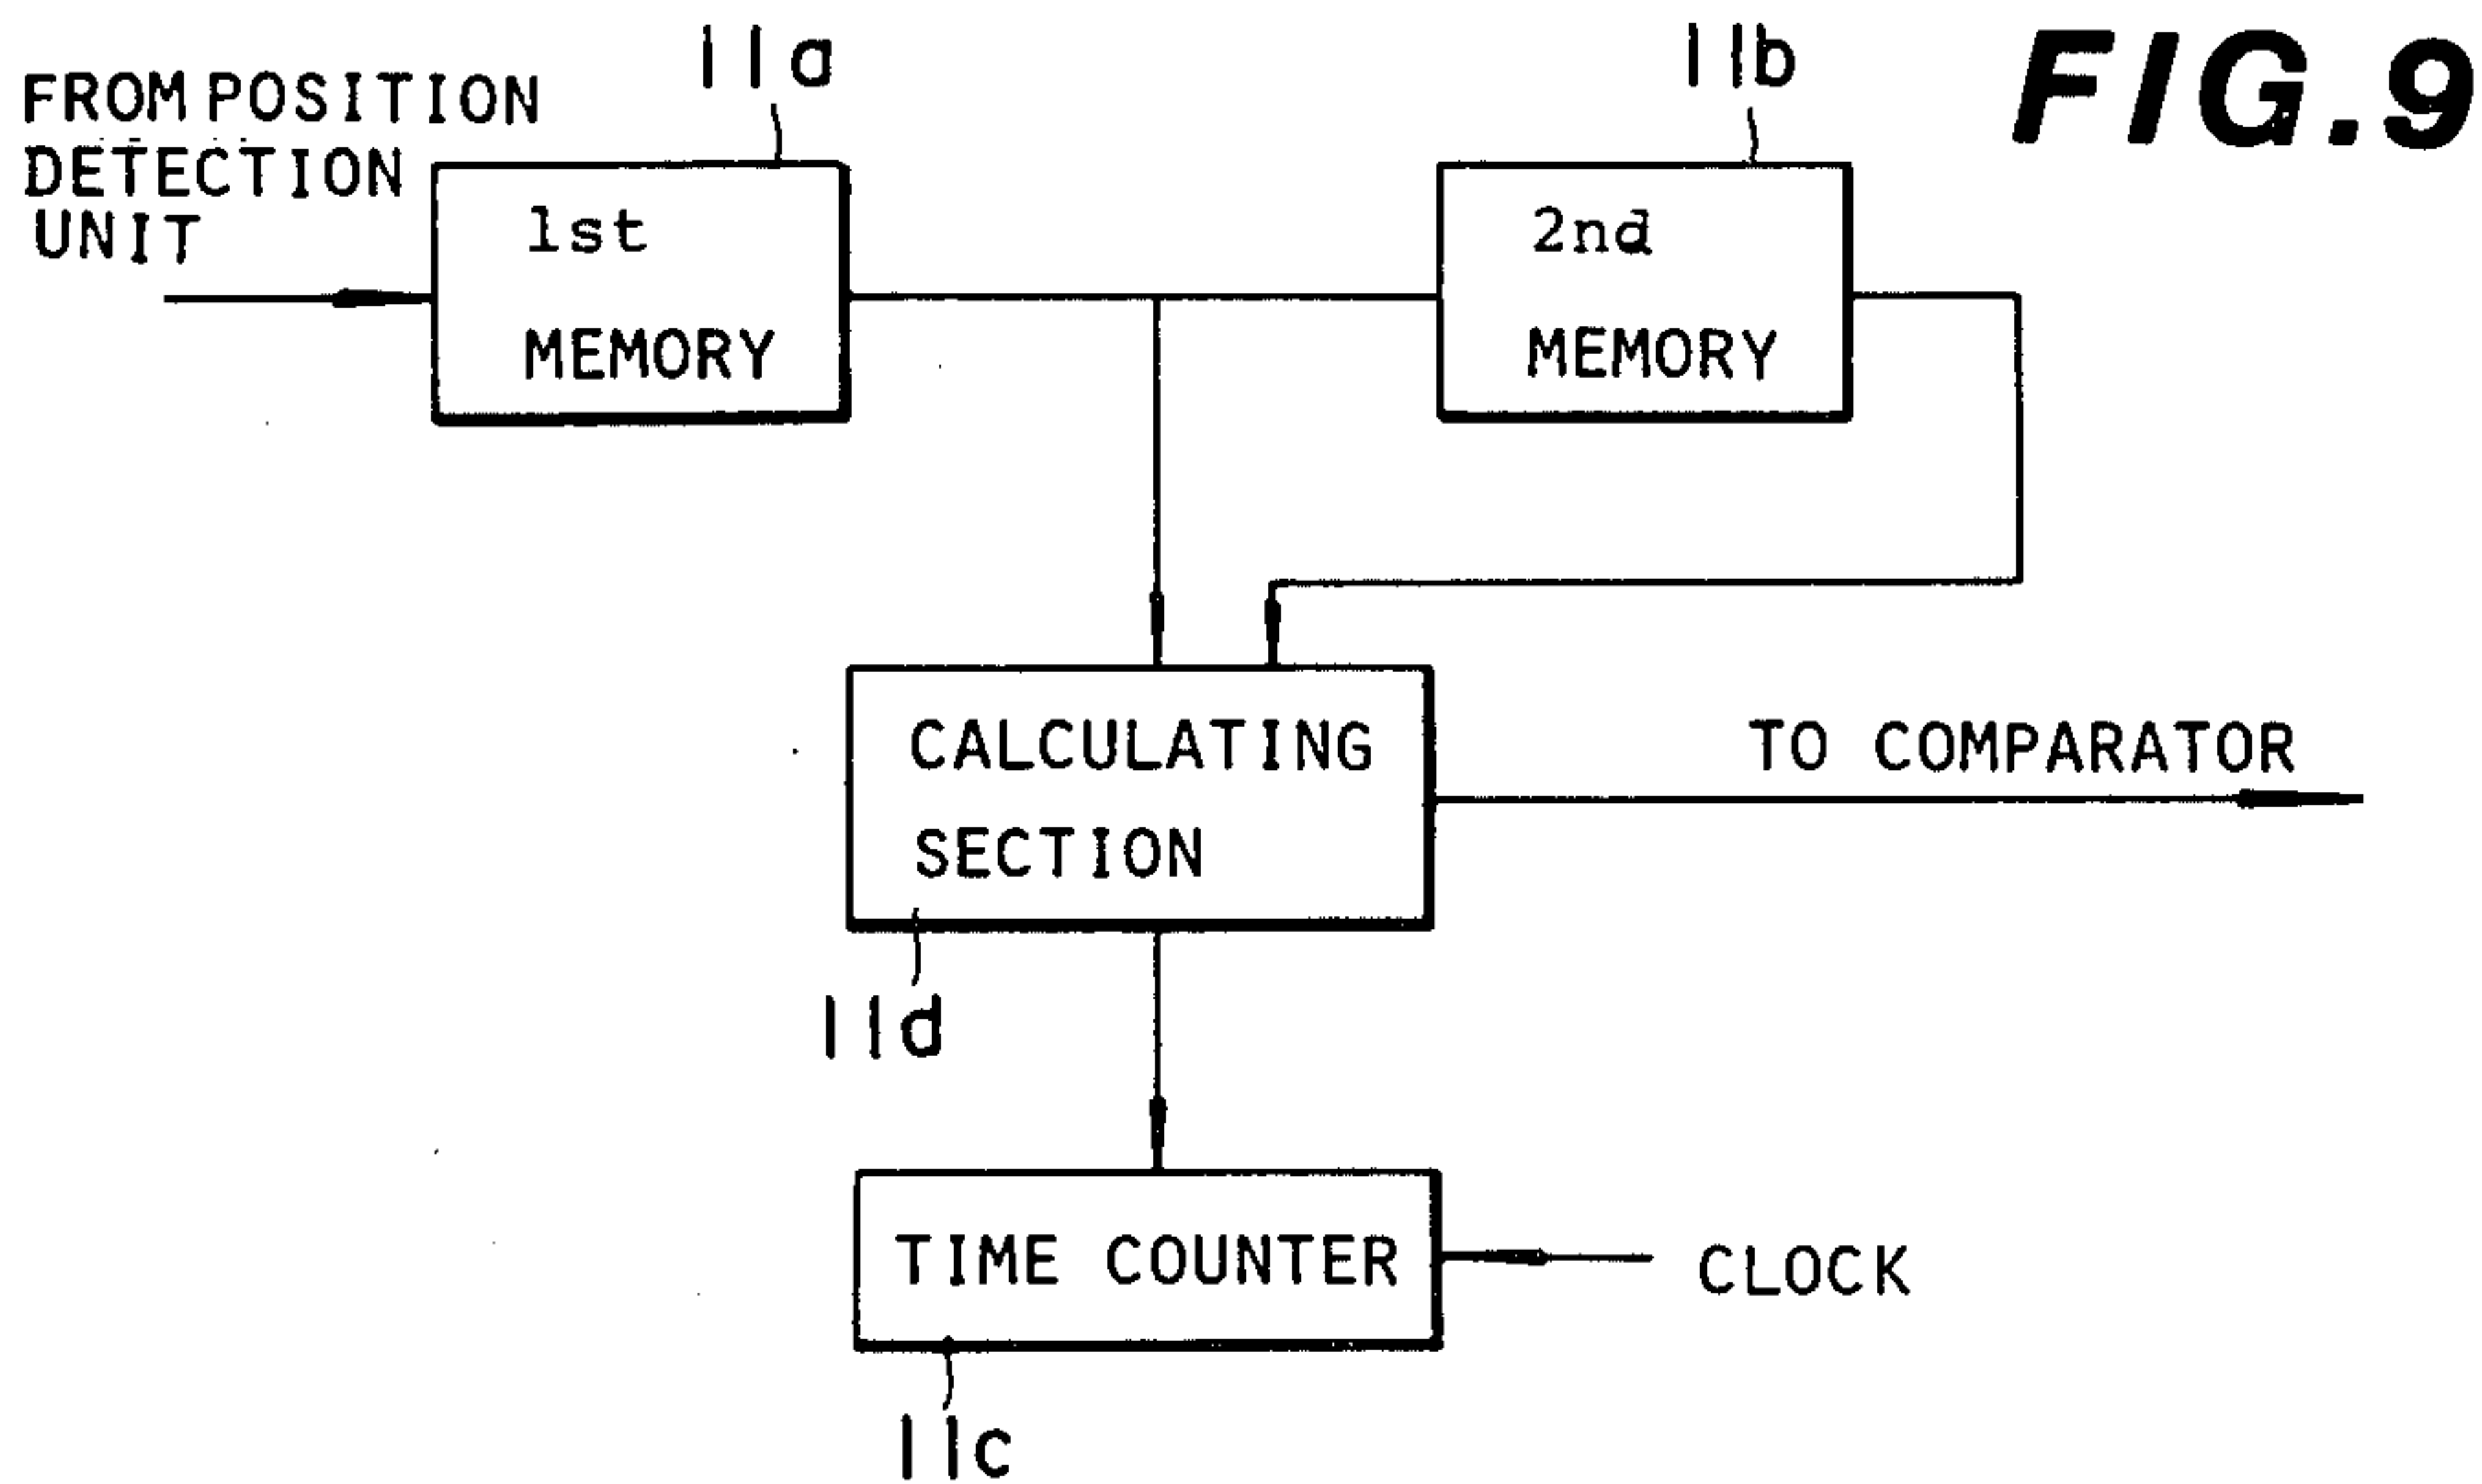 FIG.9
11a
11b
FROM POSITION
DETECTION
UNIT
1st
MEMORY
2nd
MEMORY
CALCULATING
SECTION
TO COMPARATOR
11d
TIME COUNTER
CLOCK
11c